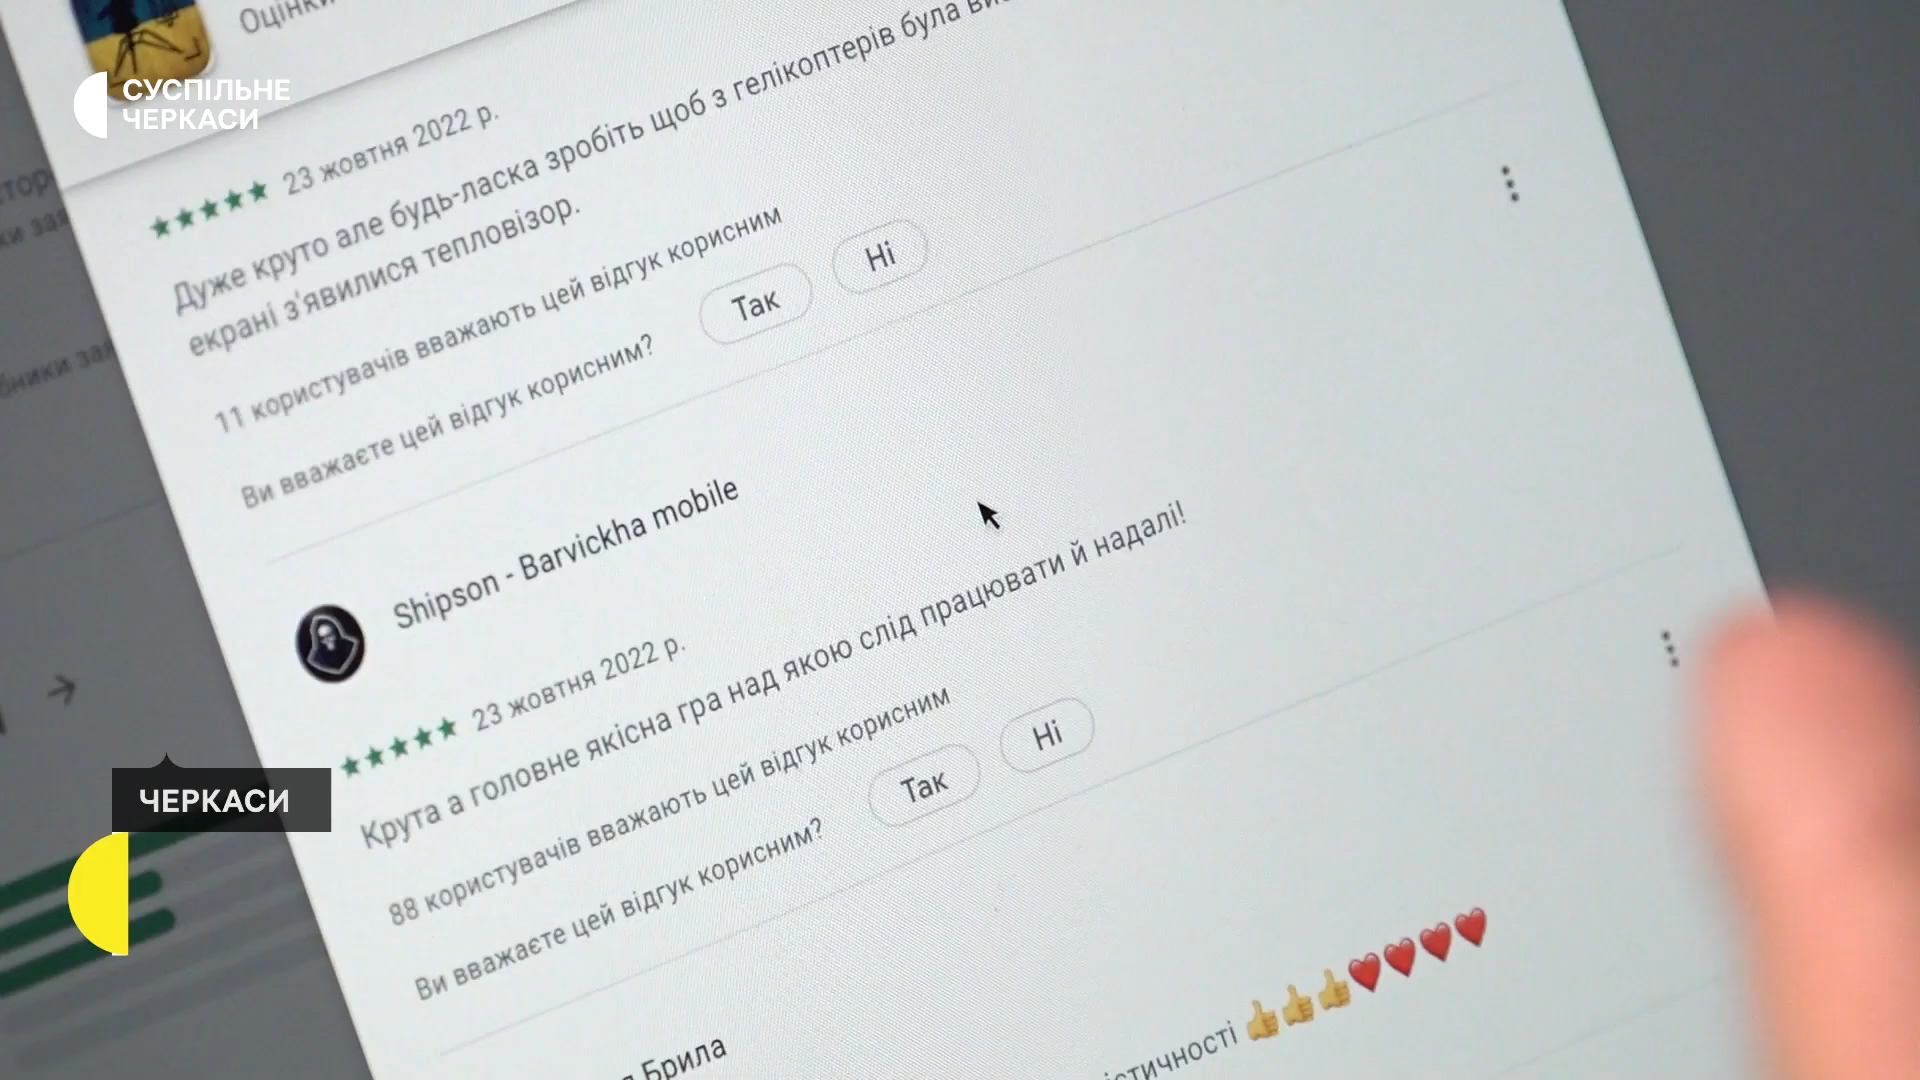 Оцінки
СУСПІЛЬНЕ
ЧЕРКАСИ
23 жовтня 2022 р.
Дуже круто але будь-ласка зробіть щоб з гелікоптерів була
екрані з'явилися тепловізор.
11 користувачів вважають цей відгук корисним
Ви вважаєте цей відгук корисним?
Так
Ні
Shipson - Barvickha mobile
23 жовтня 2022 р.
Крута а головне якісна гра над якою слід працювати й надалі!
88 користувачів вважають цей відгук корисним
Ви вважаєте цей відгук корисним?
Так
Ні
ЧЕРКАСИ
Брила
👍👍👍❤️❤️❤️❤️